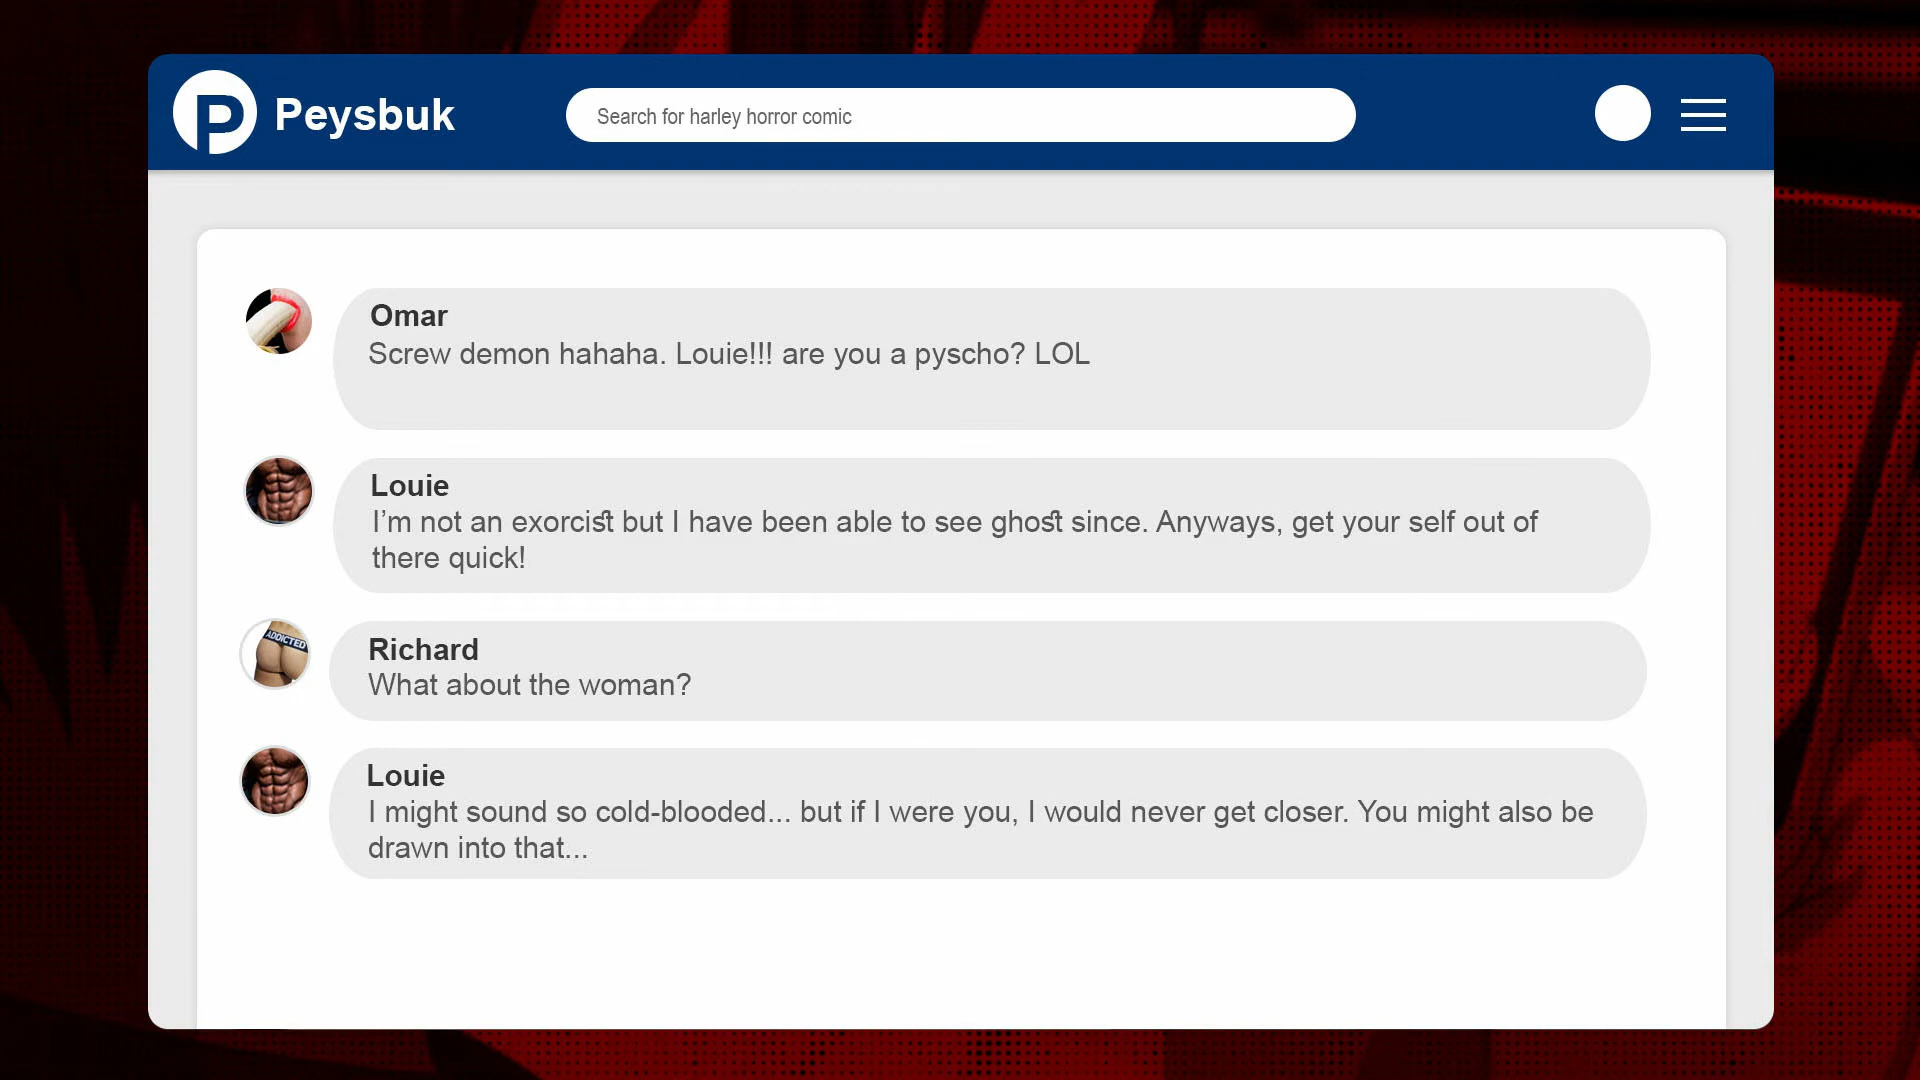 Peysbuk
Search for harley horror comic
Omar
Screw demon hahaha. Louie!!! are you a pyscho? LOL
Louie
I’m not an exorcist but I have been able to see ghost since. Anyways, get your self out of
there quick!
ADDICTED
Richard
What about the woman?
Louie
I might sound so cold-blooded... but if I were you, I would never get closer. You might also be
drawn into that...